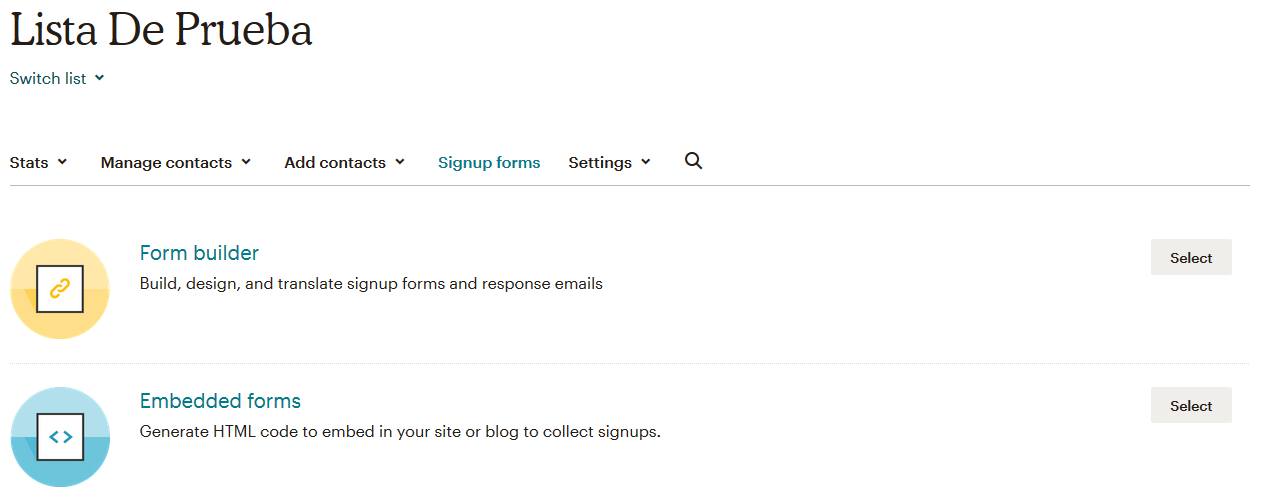 Lista De Prueba
Switch list
Stats Manage contacts Add contacts Signup forms Settings
Form builder
Select
Build, design, and translate signup forms and response emails
Embedded forms
Select
Generate HTML code to embed in your site or blog to collect signups.